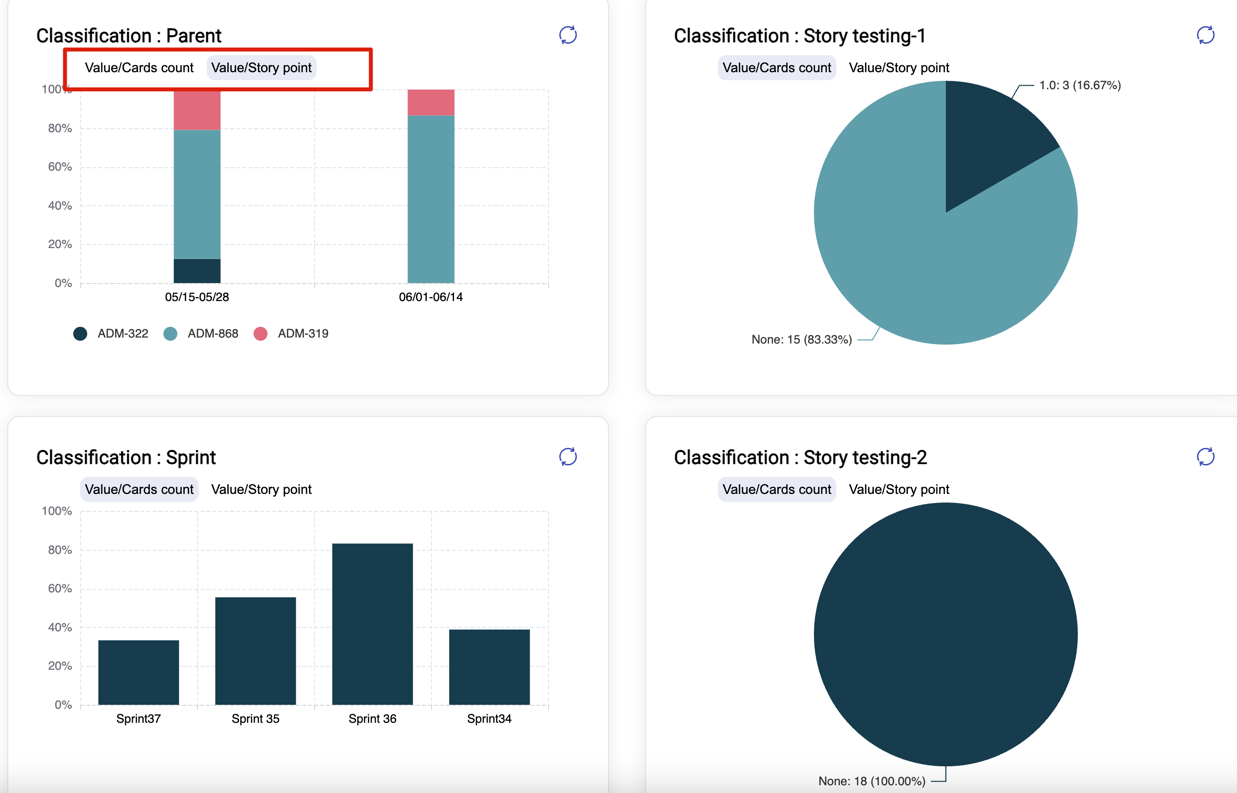 Classification : Parent
Value/Cards count Value/Story point
100%
80%
60%
40%
20%
0%
05/15-05/28 06/01-06/14
ADM-322 ADM-868 ADM-319
Classification : Story testing-1
Value/Cards count Value/Story point
1.0: 3 (16.67%)
None: 15 (83.33%)
Classification : Sprint
Value/Cards count Value/Story point
100%
80%
60%
40%
20%
0%
Sprint37 Sprint 35 Sprint 36 Sprint34
Classification : Story testing-2
Value/Cards count Value/Story point
None: 18 (100.00%)